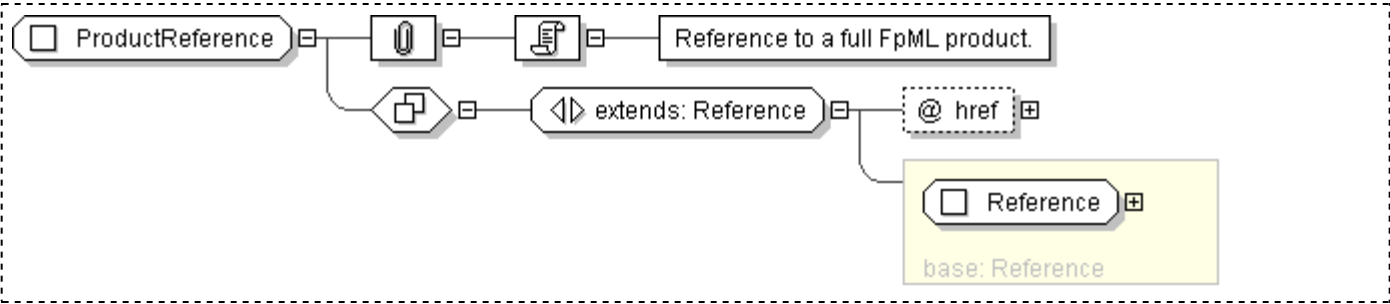 ProductReference
Reference to a full FpML product.
extends: Reference
@ href
Reference
base: Reference